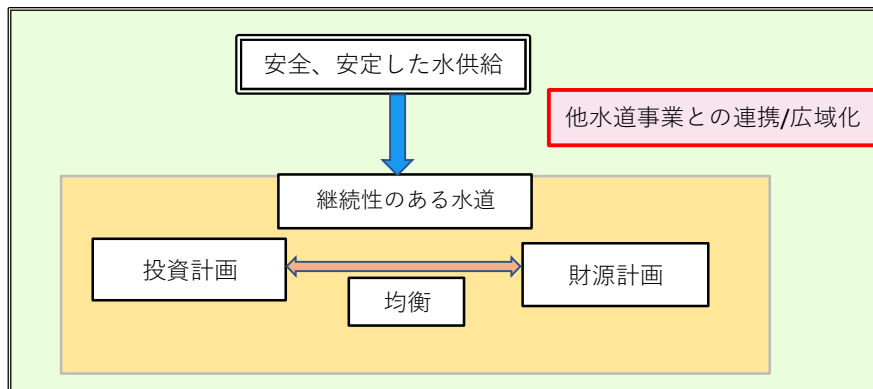 安全、安定した水供給
他水道事業との連携/広域化
継続性のある水道
投資計画
財源計画
均衡